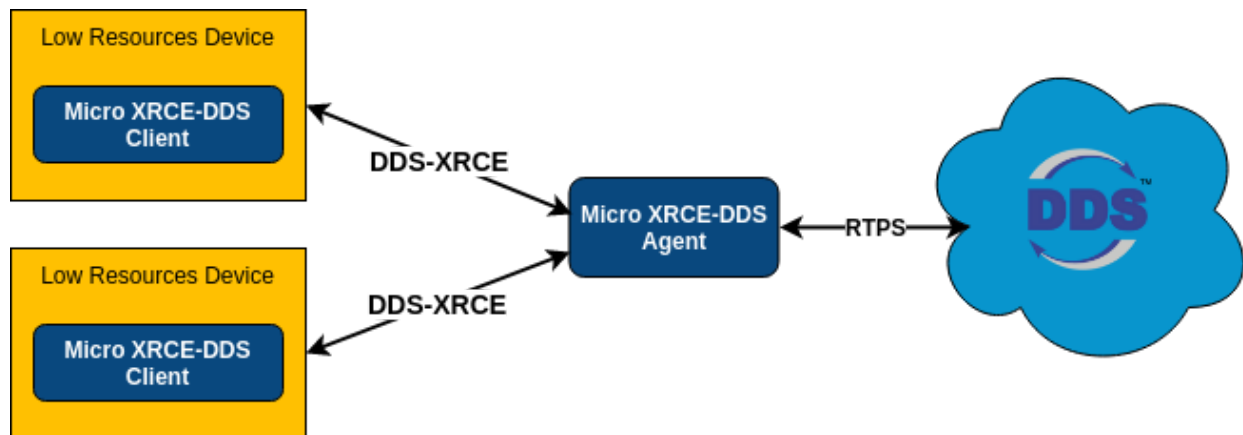 Low Resources Device
Micro XRCE-DDS
Client
DDS-XRCE
Micro XRCE-DDS
Agent
RTPS
DDS™
Low Resources Device
Micro XRCE-DDS
Client
DDS-XRCE